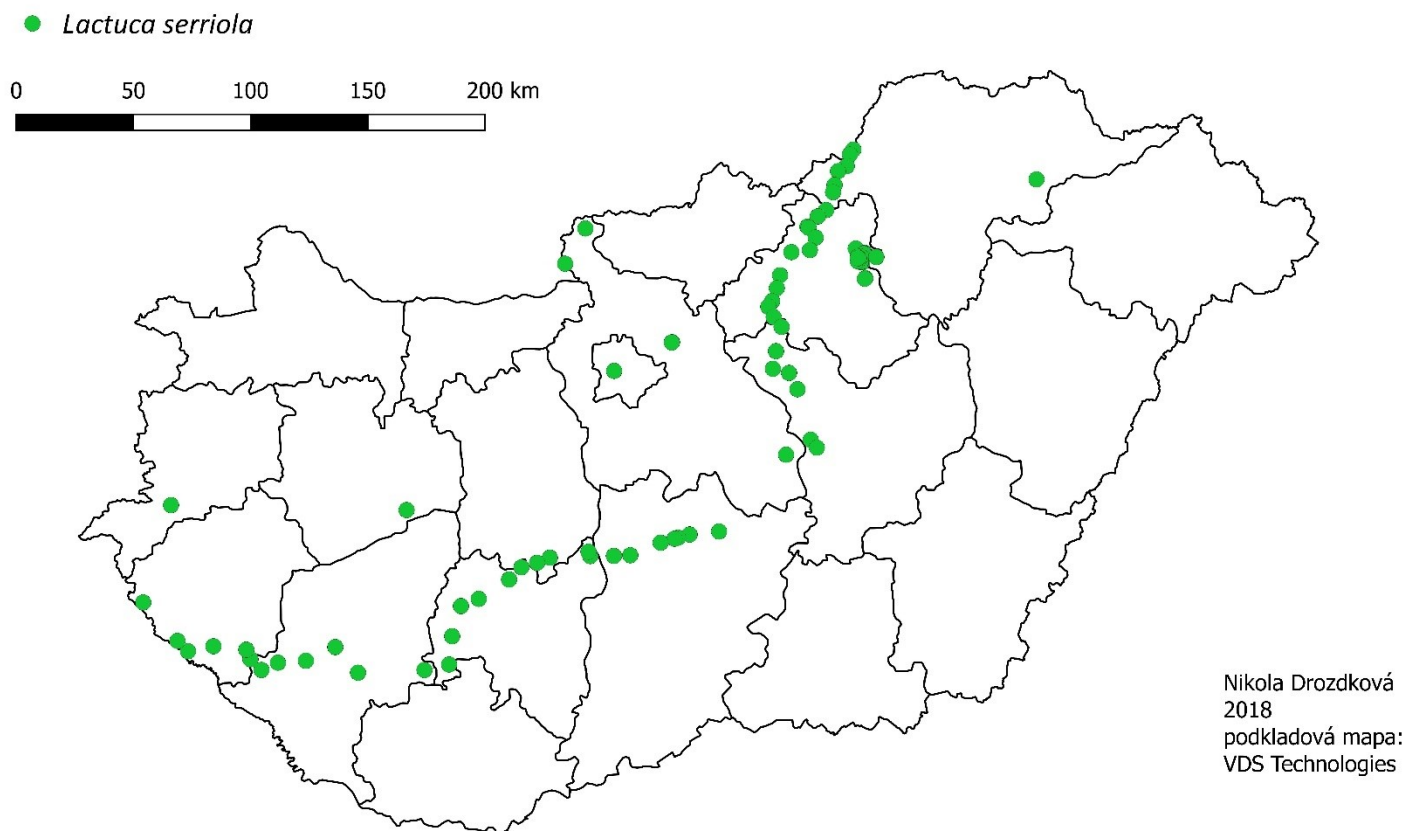 Lactuca serriola
0 50 100 150 200 km
Nikola Drozdková
2018
podkladová mapa:
VDS Technologies